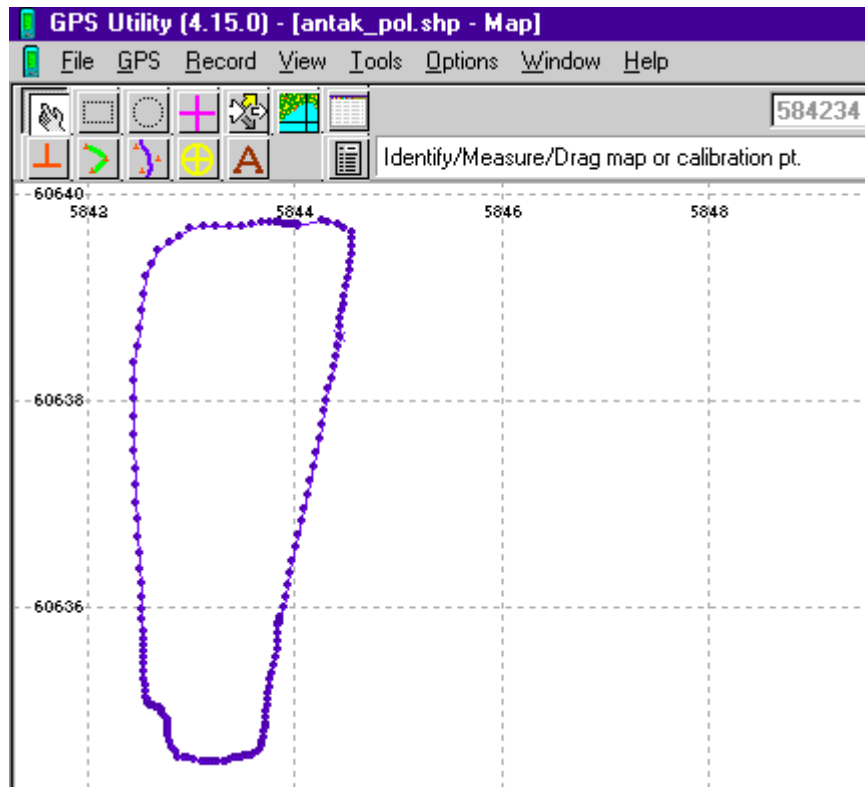 GPS Utility (4.15.0) - [antak_pol.shp - Map]
File GPS Record View Tools Options Window Help
584234
A Identify/Measure/Drag map or calibration pt.
60640
5842 5844 5846 5848
60638
60636